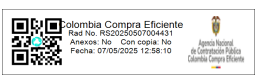 Colombia Compra Eficiente
Rad No. RS20250507004431
Anexos: No Con copia: No
Fecha: 07/05/2025 12:58:10
Agencia Nacional
de Contratación Pública
Colombia Compra Eficiente